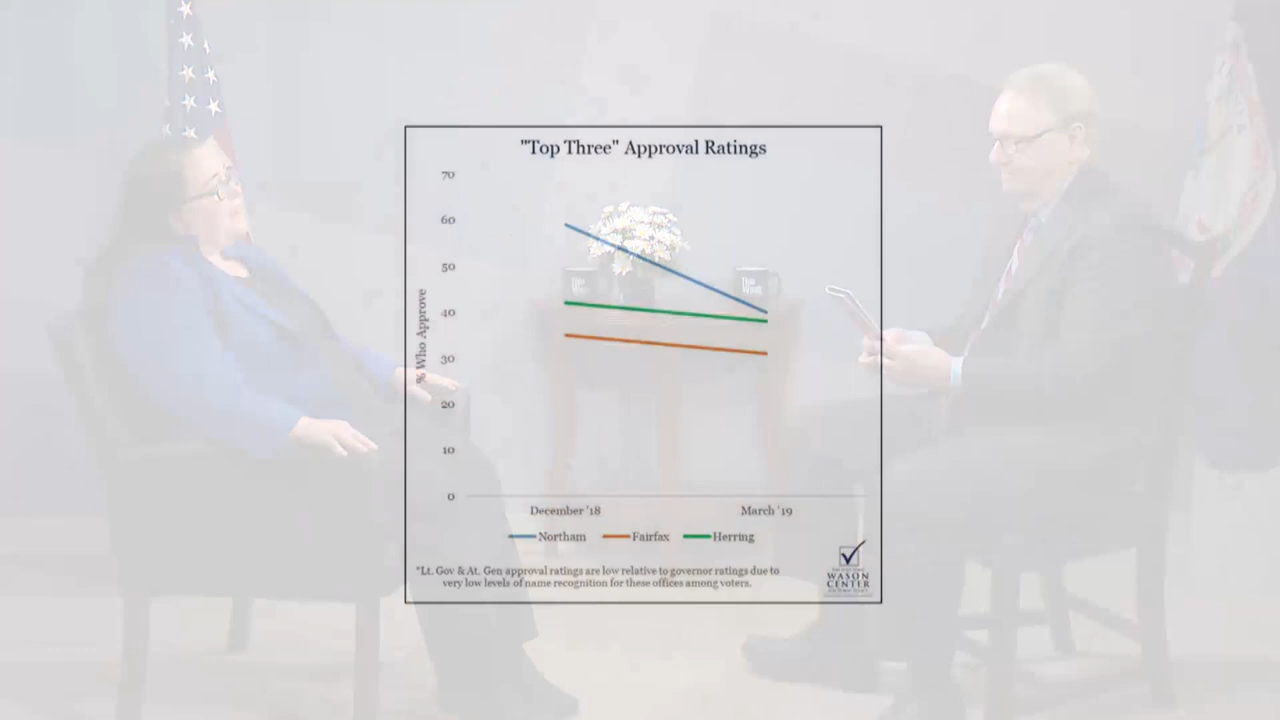 "Top Three" Approval Ratings
70
60
50
40
30
20
10
0
% Who Approve
December '18
March '19
Northam
Fairfax
Herring
*Lt. Gov & At. Gen approval ratings are low relative to governor ratings due to
very low levels of name recognition for these offices among voters.
WASON
CENTER
This
Week